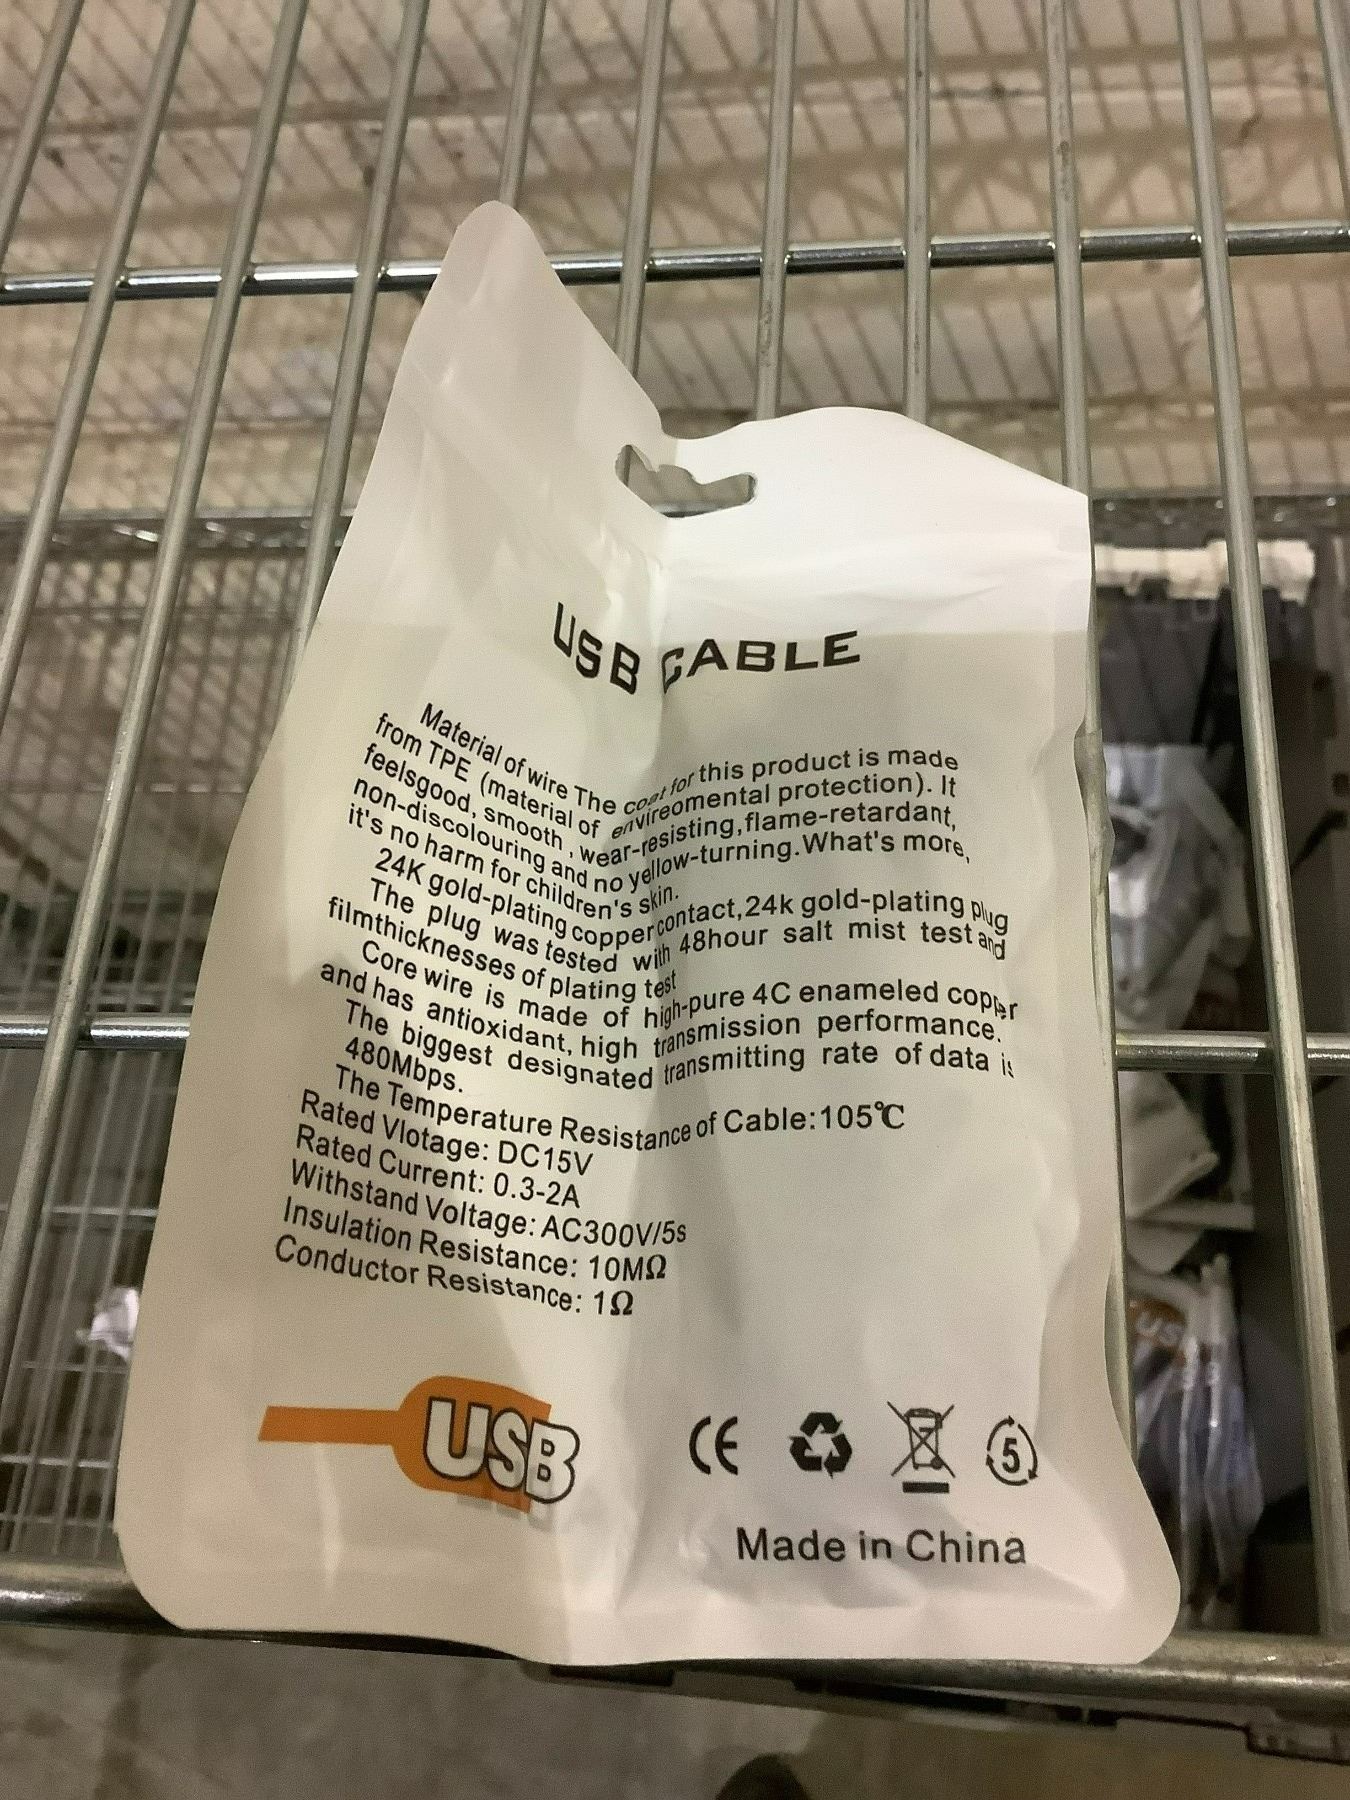 USB CABLE
Material of wire The coat for this product is made
from TPE (material of envireomental protection). It
feelsgood, smooth , wear-resisting,flame-retardant,
non-discolouring and no yellow-turning.What's more,
it's no harm for children's skin.
24K gold-plating copper contact,24k gold-plating plug
The plug was tested with 48hour salt mist test and
filmthicknesses of plating test
Core wire is made of high-pure 4C enameled copper
and has antioxidant, high transmission performance.
The biggest designated transmitting rate of data is
480Mbps.
The Temperature Resistance of Cable:105℃
Rated Vlotage: DC15V
Rated Current: 0.3-2A
Withstand Voltage: AC300V/5s
Insulation Resistance: 10MΩ
Conductor Resistance: 1Ω
USB
CE
5
Made in China
US